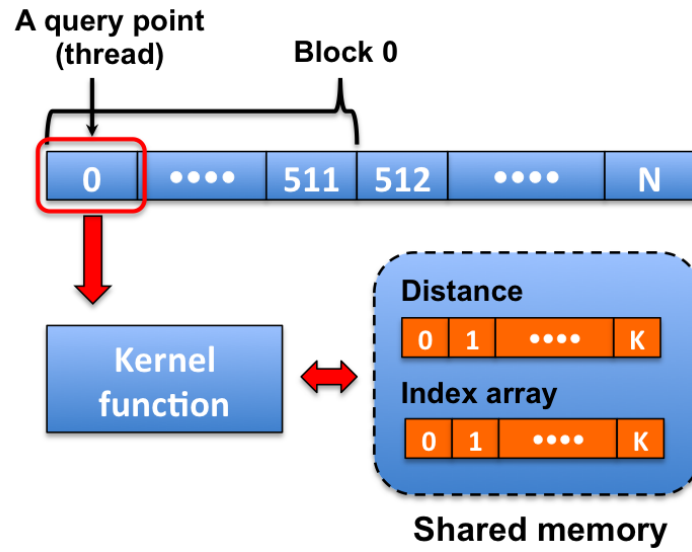 A query point
(thread)
Block 0
0 •••• 511 512 •••• N
Kernel
function
Distance
0 1 •••• K
Index array
0 1 •••• K
Shared memory